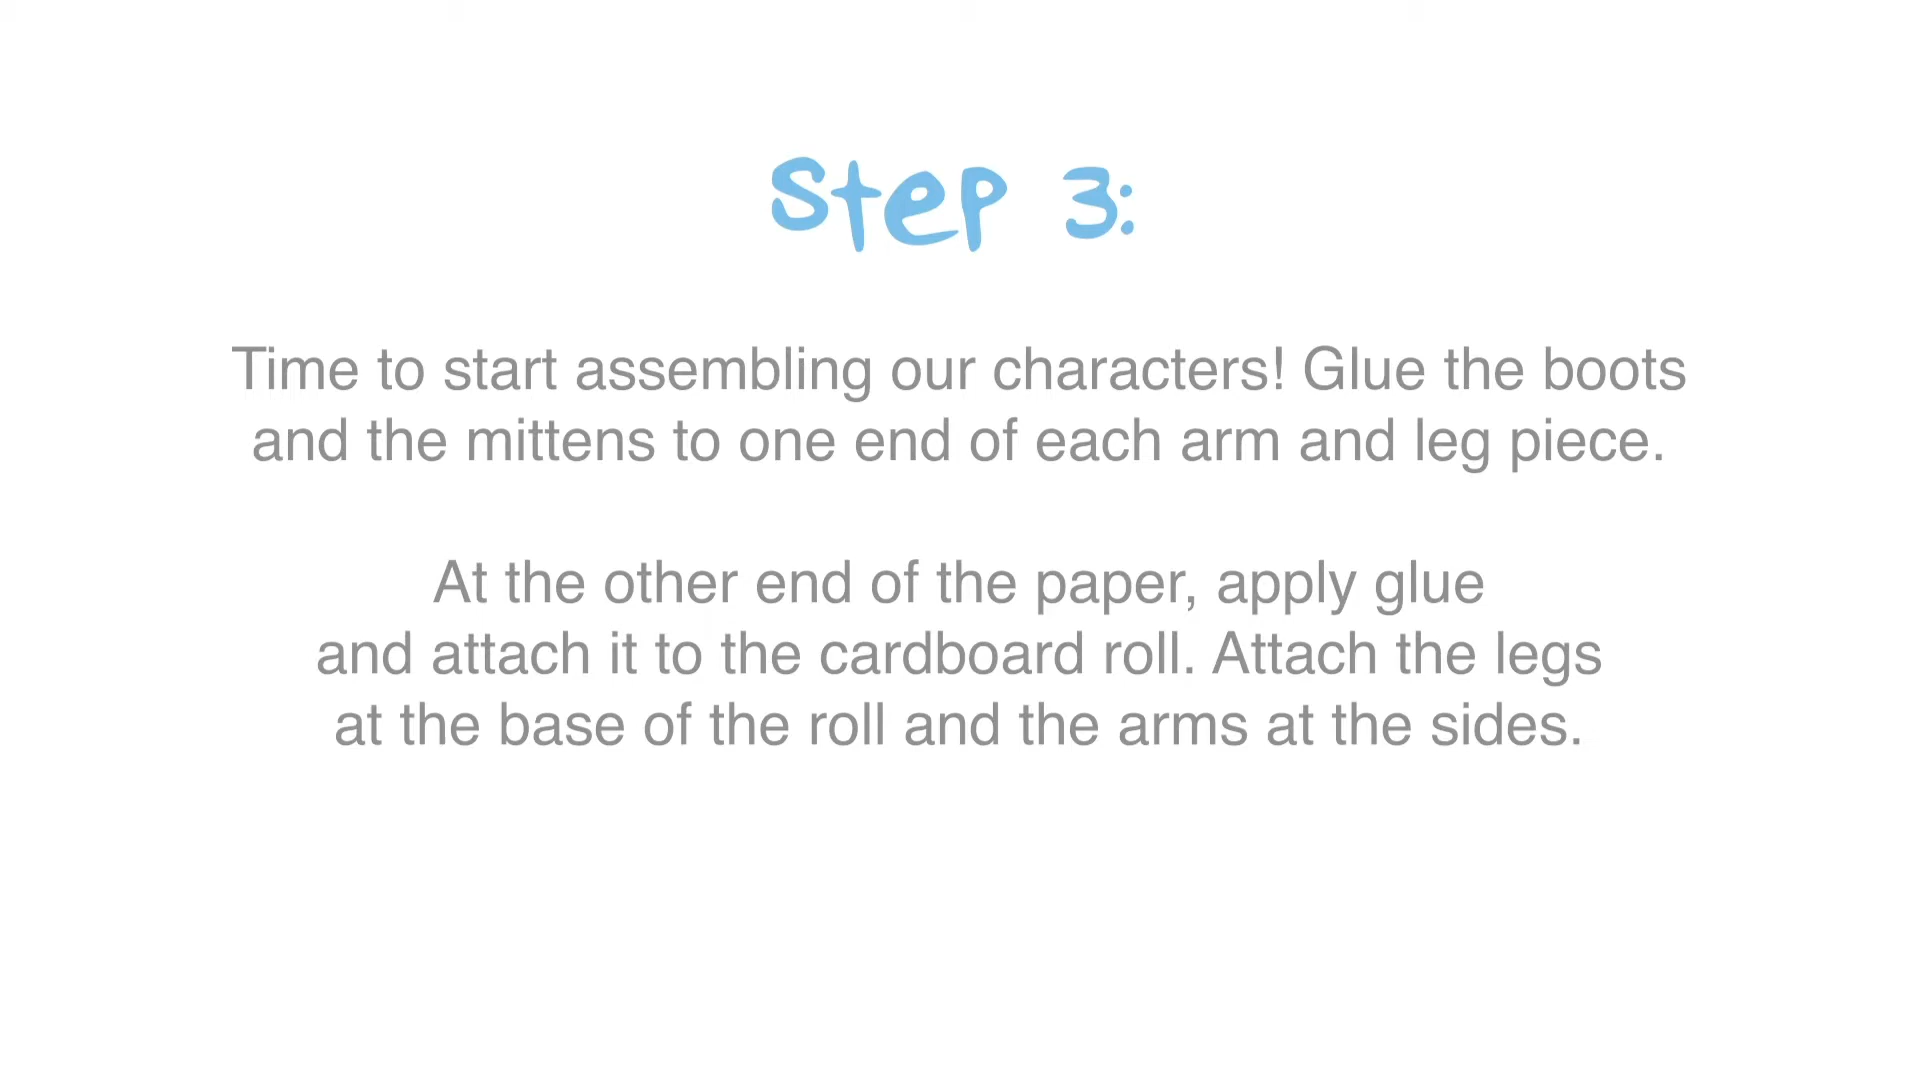 Step 3:
Time to start assembling our characters! Glue the boots
and the mittens to one end of each arm and leg piece.
At the other end of the paper, apply glue
and attach it to the cardboard roll. Attach the legs
at the base of the roll and the arms at the sides.